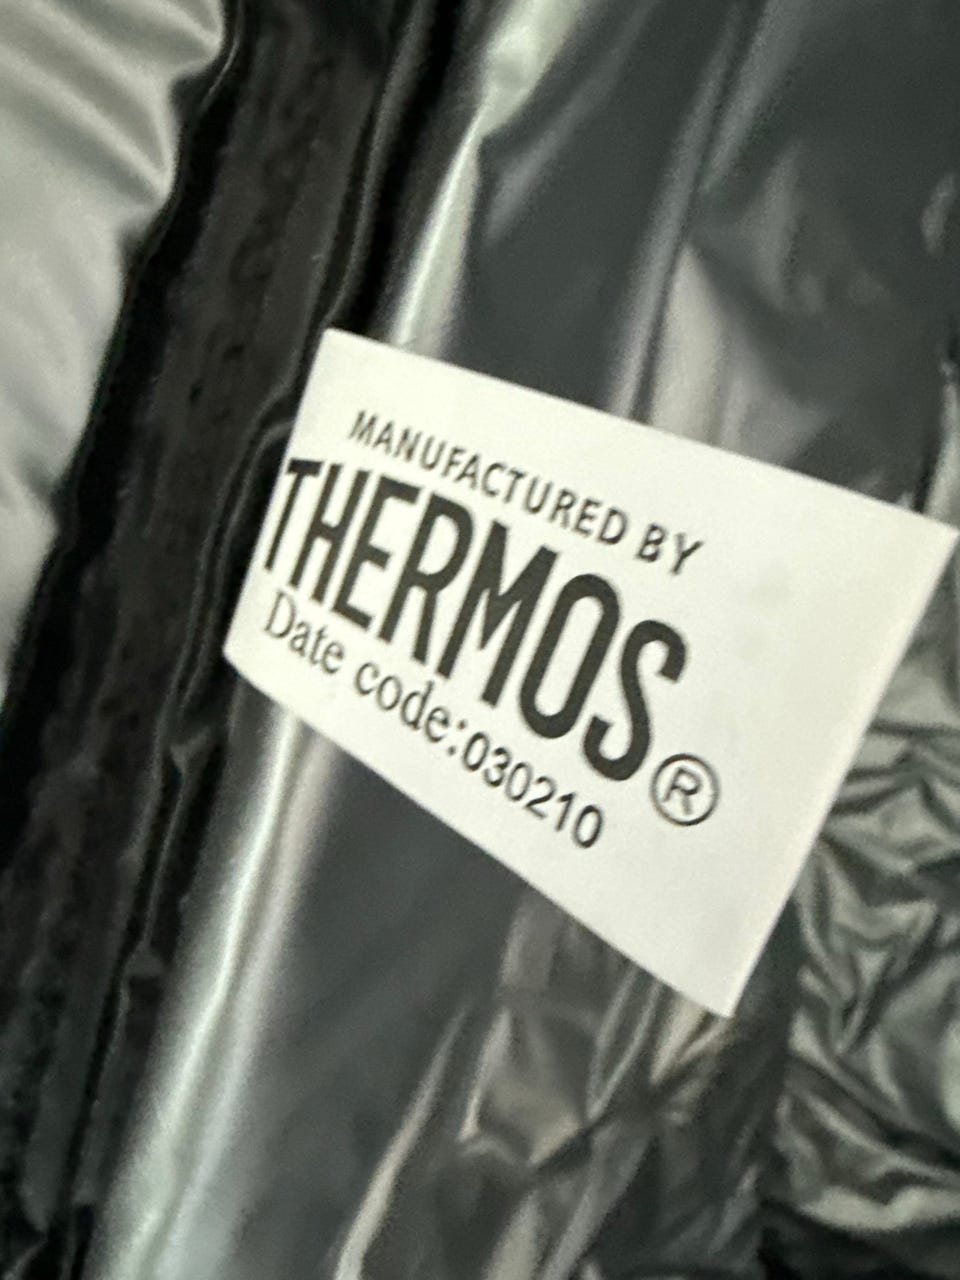 MANUFACTURED BY
THERMOS®
Date code:030210